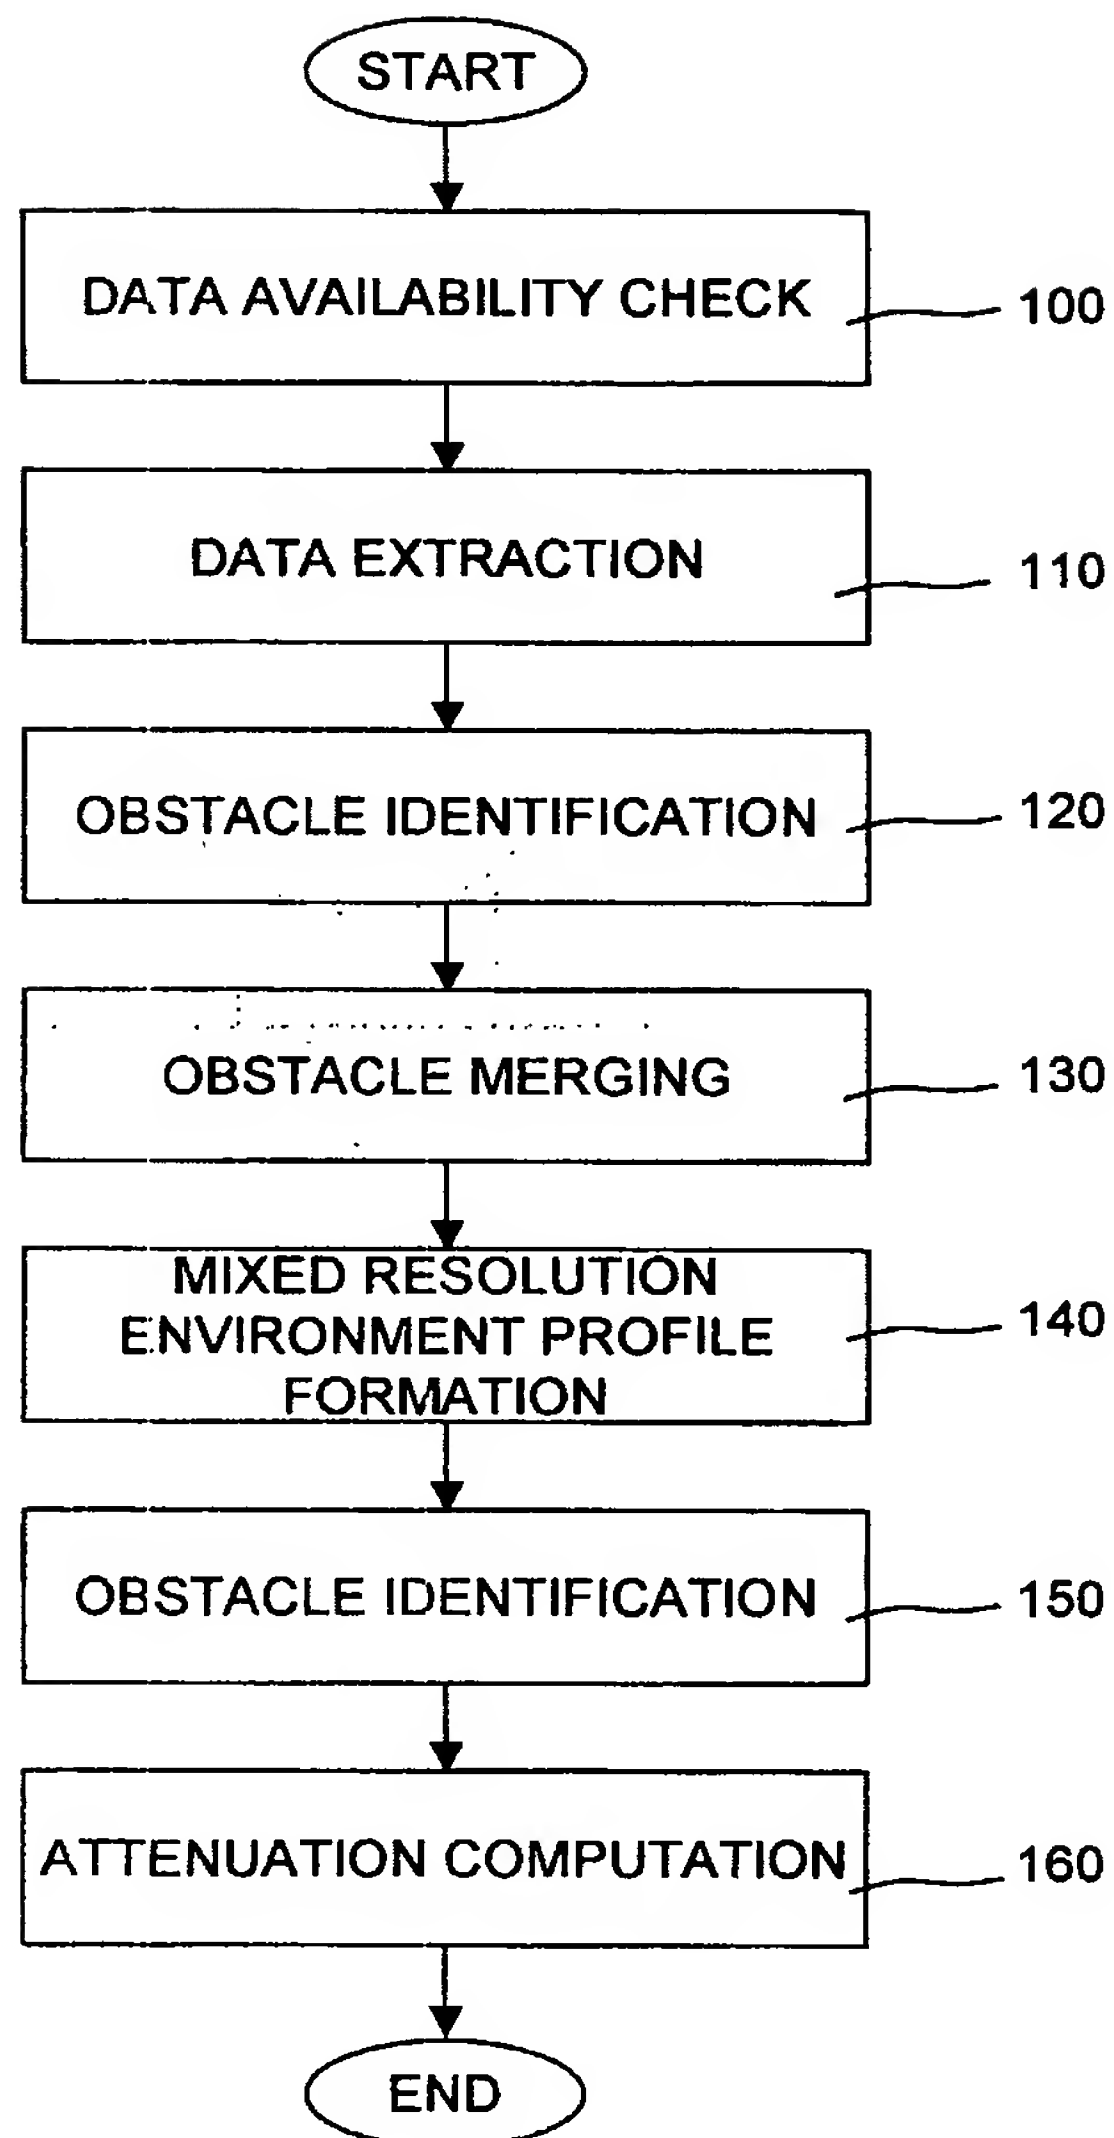 START
DATA AVAILABILITY CHECK
100
DATA EXTRACTION
110
OBSTACLE IDENTIFICATION
120
OBSTACLE MERGING
130
MIXED RESOLUTION
ENVIRONMENT PROFILE
FORMATION
140
OBSTACLE IDENTIFICATION
150
ATTENUATION COMPUTATION
160
END